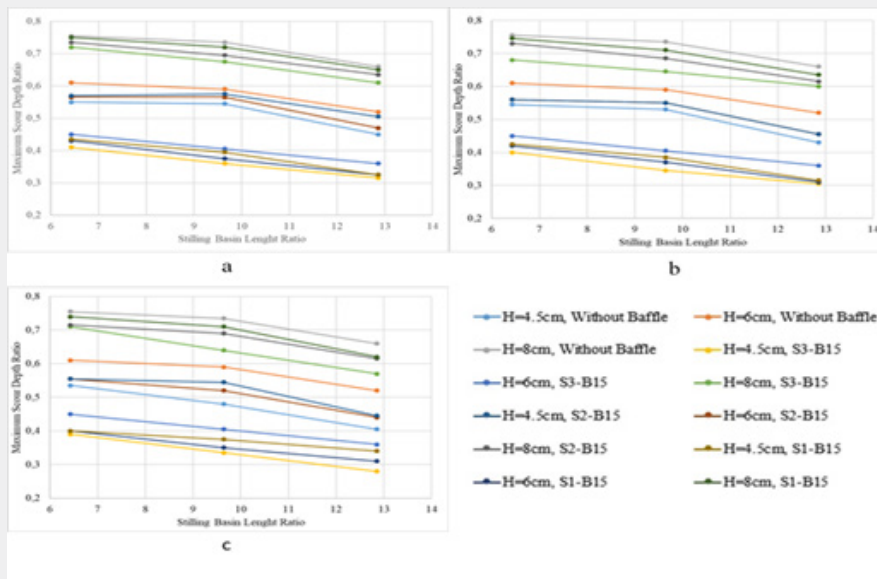 0,8
0,7
0,6
0,5
0,4
0,3
0,2
Maximum Scour Depth Ratio
6 7 8 9 10 11 12 13 14
Stilling Basin Lenght Ratio
a
0,8
0,7
0,6
0,5
0,4
0,3
0,2
Maximum Scour Depth Ratio
6 7 8 9 10 11 12 13 14
Stilling Basin Lenght Ratio
b
0,8
0,7
0,6
0,5
0,4
0,3
0,2
Maximum Scour Depth Ratio
6 7 8 9 10 11 12 13 14
Stilling Basin Lenght Ratio
c
H=4.5cm, Without Baffle
H=6cm, Without Baffle
H=8cm, Without Baffle
H=4.5cm, S3-B15
H=6cm, S3-B15
H=8cm, S3-B15
H=4.5cm, S2-B15
H=6cm, S2-B15
H=8cm, S2-B15
H=4.5cm, S1-B15
H=6cm, S1-B15
H=8cm, S1-B15